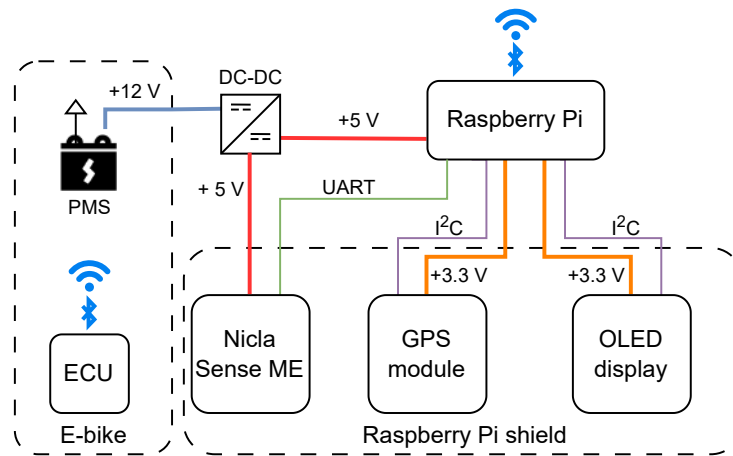 DC-DC
+12 V
+5 V
Raspberry Pi
PMS
+ 5 V
UART
I²C
I²C
+3.3 V
+3.3 V
ECU
Nicla
Sense ME
GPS
module
OLED
display
E-bike
Raspberry Pi shield